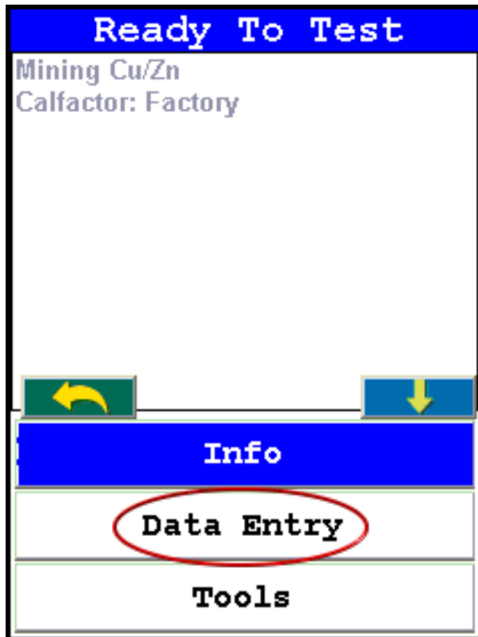 Ready To Test
Mining Cu/Zn
Calfactor: Factory
Info
Data Entry
Tools